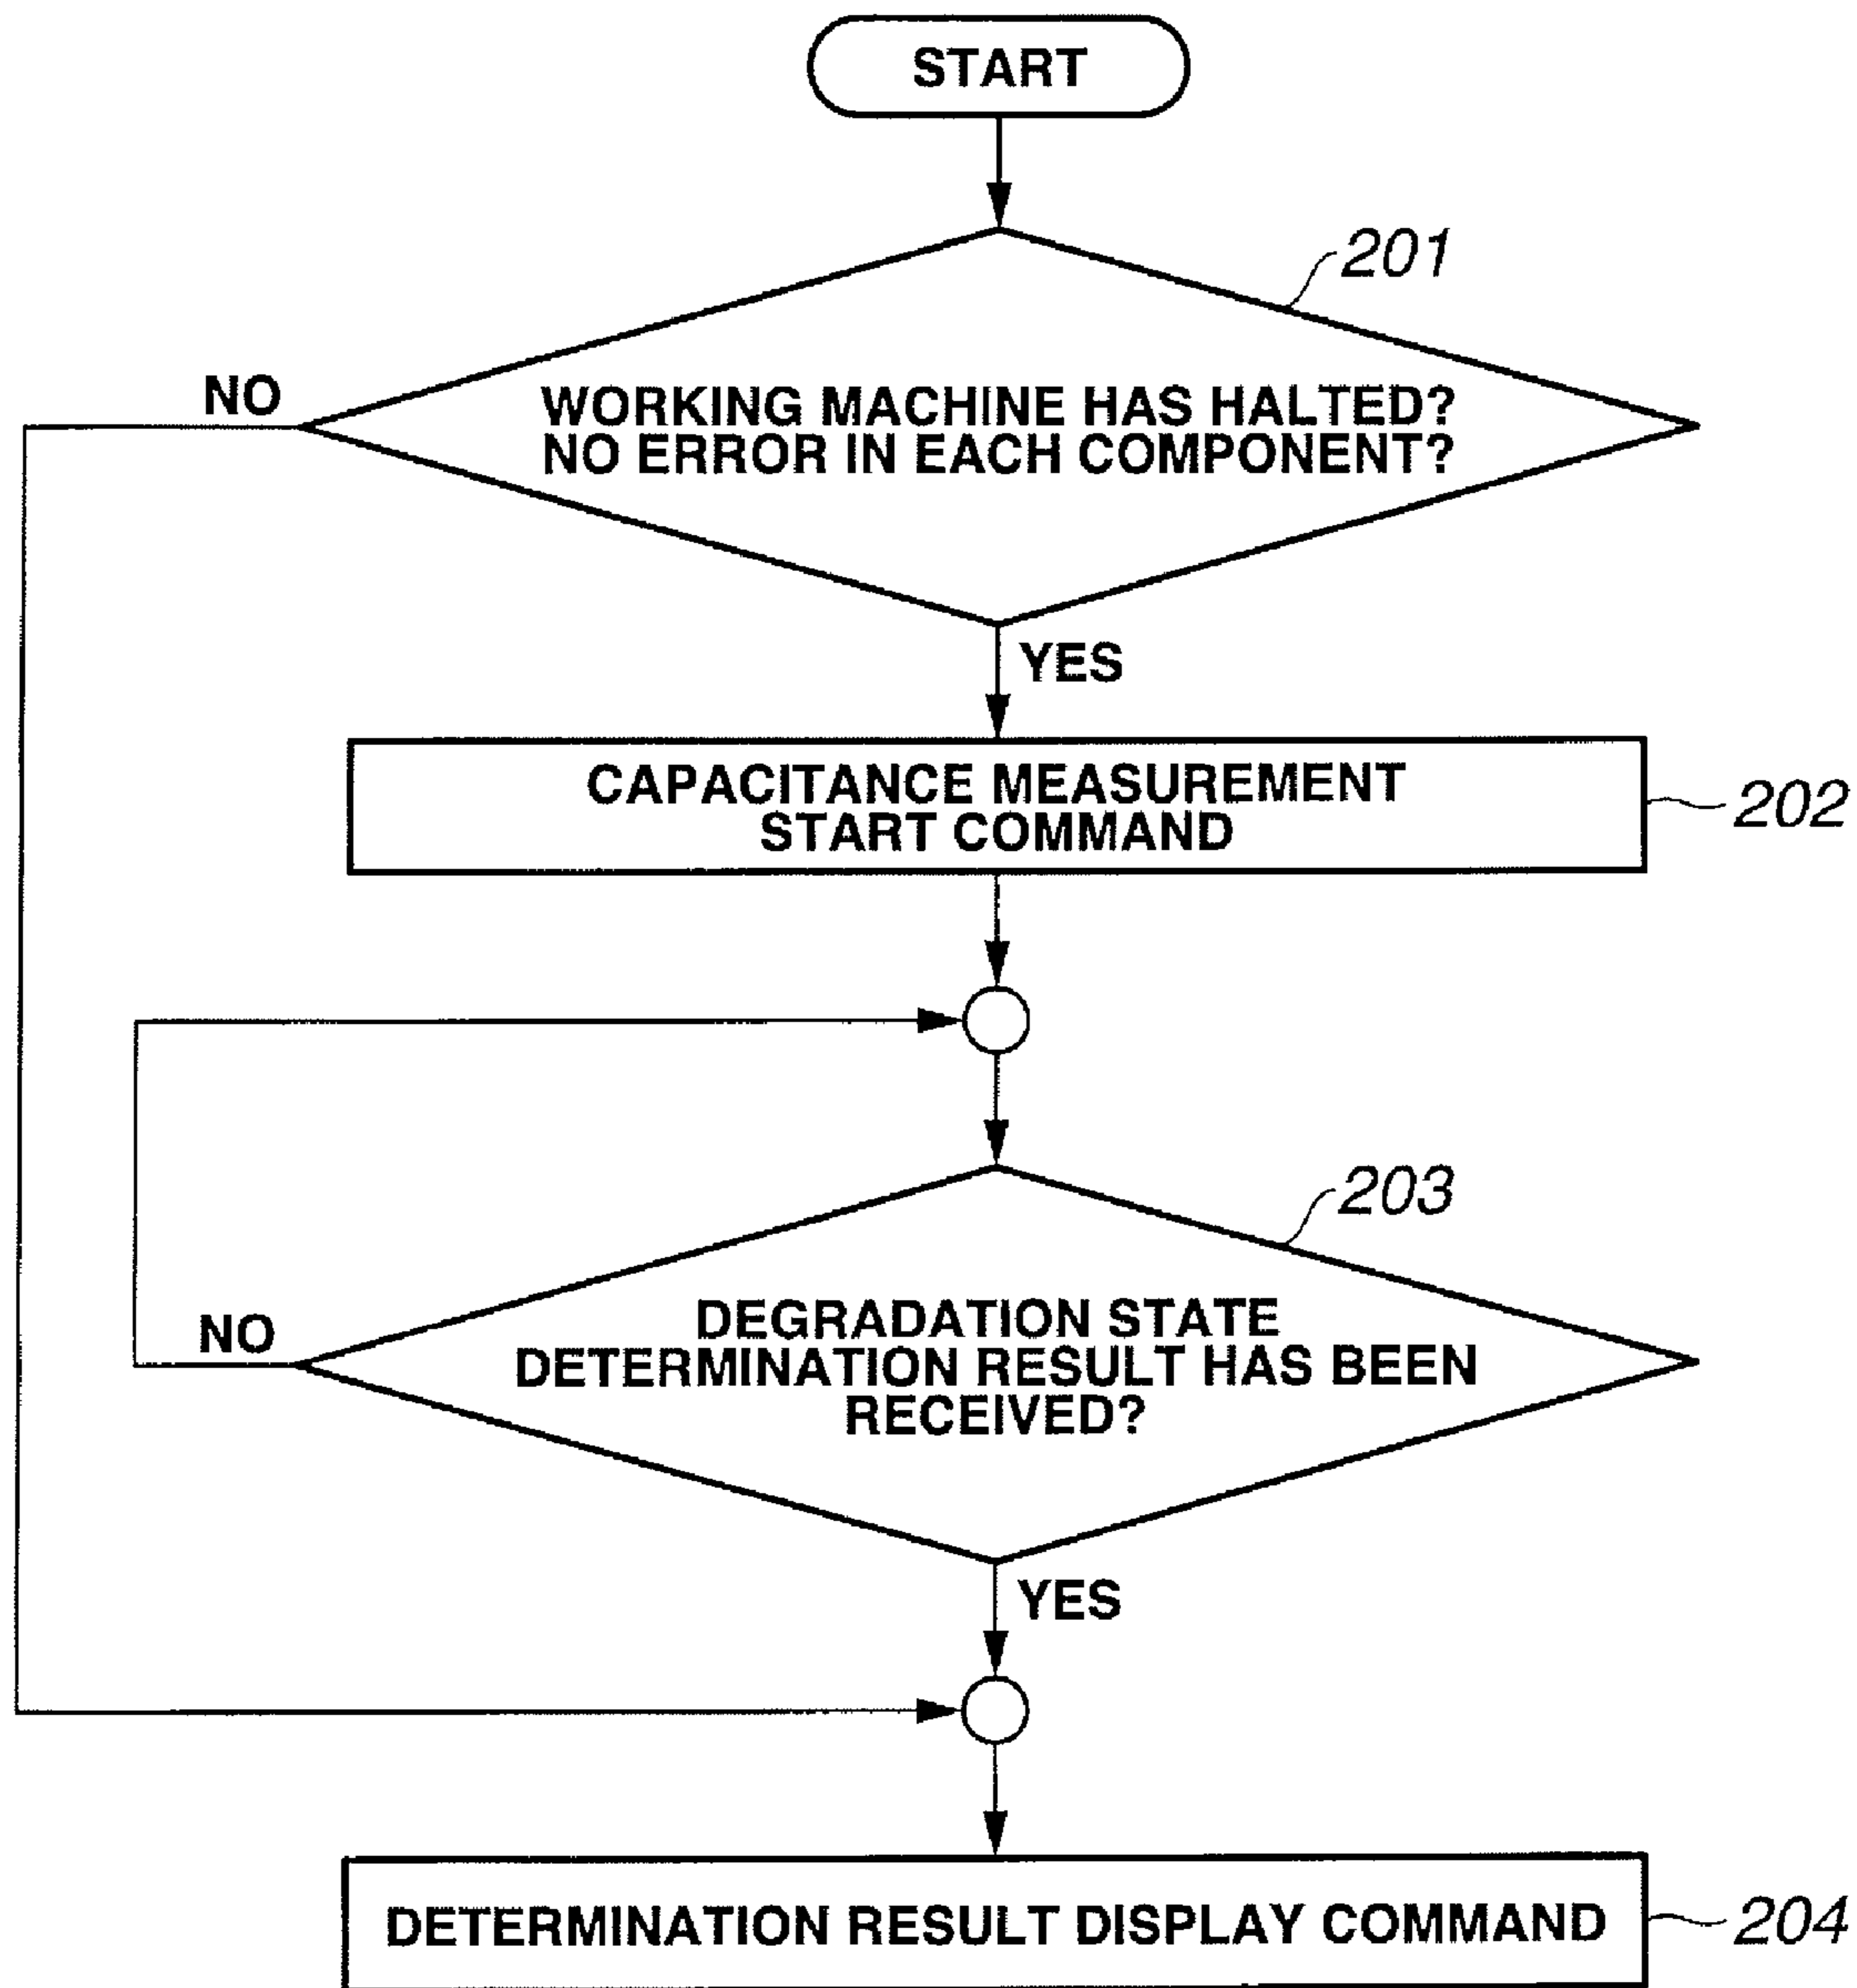 START
201
NO
WORKING MACHINE HAS HALTED?
NO ERROR IN EACH COMPONENT?
YES
CAPACITANCE MEASUREMENT
START COMMAND
202
203
NO
DEGRADATION STATE
DETERMINATION RESULT HAS BEEN
RECEIVED?
YES
DETERMINATION RESULT DISPLAY COMMAND
204